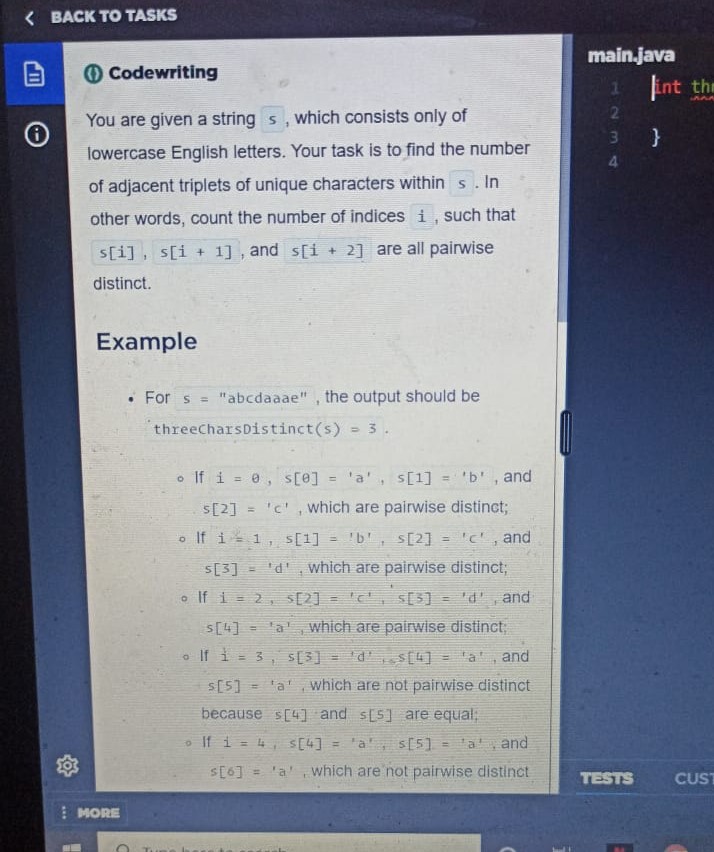 BACK TO TASKS
Codewriting
You are given a string s , which consists only of
lowercase English letters. Your task is to find the number
of adjacent triplets of unique characters within s . In
other words, count the number of indices i , such that
s[i] , s[i + 1] , and s[i + 2] are all pairwise
distinct.
Example
• For s = "abcdaaae" , the output should be
threeCharsDistinct(s) = 3 .
◦ If i = 0 , s[0] = 'a' , s[1] = 'b' , and
s[2] = 'c' , which are pairwise distinct;
◦ If i = 1 , s[1] = 'b' , s[2] = 'c' , and
s[3] = 'd' , which are pairwise distinct;
◦ If i = 2 , s[2] = 'c' , s[3] = 'd' , and
s[4] = 'a' , which are pairwise distinct;
◦ If i = 3 , s[3] = 'd' , s[4] = 'a' , and
s[5] = 'a' , which are not pairwise distinct
because s[4] and s[5] are equal;
◦ If i = 4 , s[4] = 'a' , s[5] = 'a' , and
s[6] = 'a' , which are not pairwise distinct
MORE
main.java
1 int thr
2
3 }
4
TESTS CUST